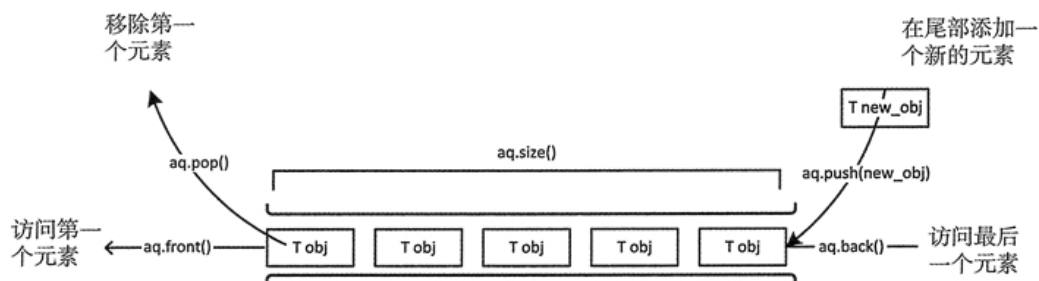 移除第一
个元素
在尾部添加一
个新的元素
T new_obj
aq.pop()
aq.size()
aq.push(new_obj)
访问第一
个元素
aq.front()
T obj
T obj
T obj
T obj
T obj
aq.back()
访问最后
一个元素